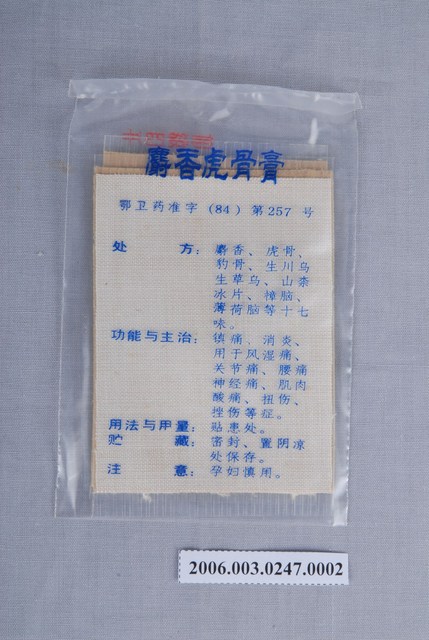 麝香虎骨膏
鄂卫药准字(84)第257号
处方:麝香、虎骨、
豹骨、生川乌
生草乌、山柰
冰片、樟脑、
薄荷脑等十七
味。
功能与主治:镇痛、消炎、
用于风湿痛、
关节痛、腰痛
神经痛、肌肉
酸痛、扭伤、
挫伤等症。
用法与用量:贴患处。
贮藏:密封、置阴凉
处保存。
注意:孕妇慎用。
2006.003.0247.0002